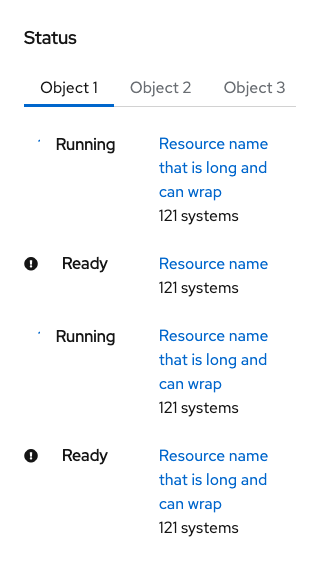 Status
Object 1 Object 2 Object 3
Running Resource name
that is long and
can wrap
121 systems
Ready Resource name
121 systems
Running Resource name
that is long and
can wrap
121 systems
Ready Resource name
that is long and
can wrap
121 systems